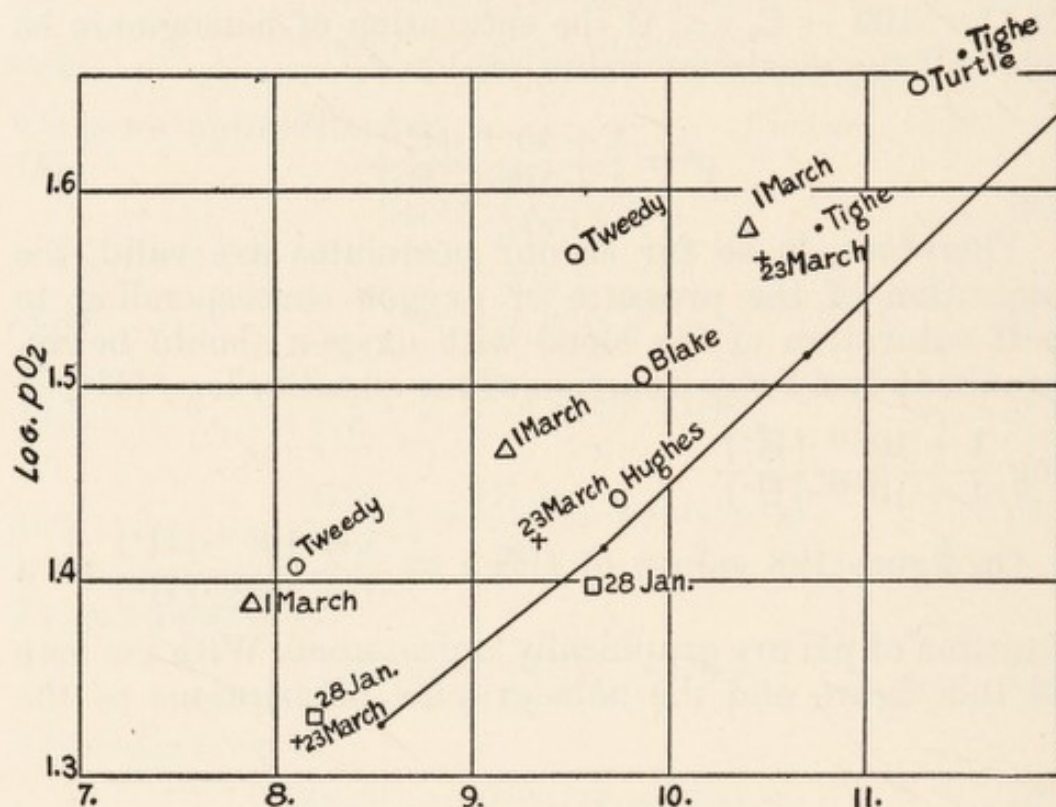 Tighe
Turtle
1.6
1 March
Tweedy
Tighe
23 March
Log. pO2
1.5
Blake
1 March
Hughes
23 March
Tweedy
1.4
28 Jan.
1 March
28 Jan.
23 March
1.3
7. 8. 9. 10. 11.